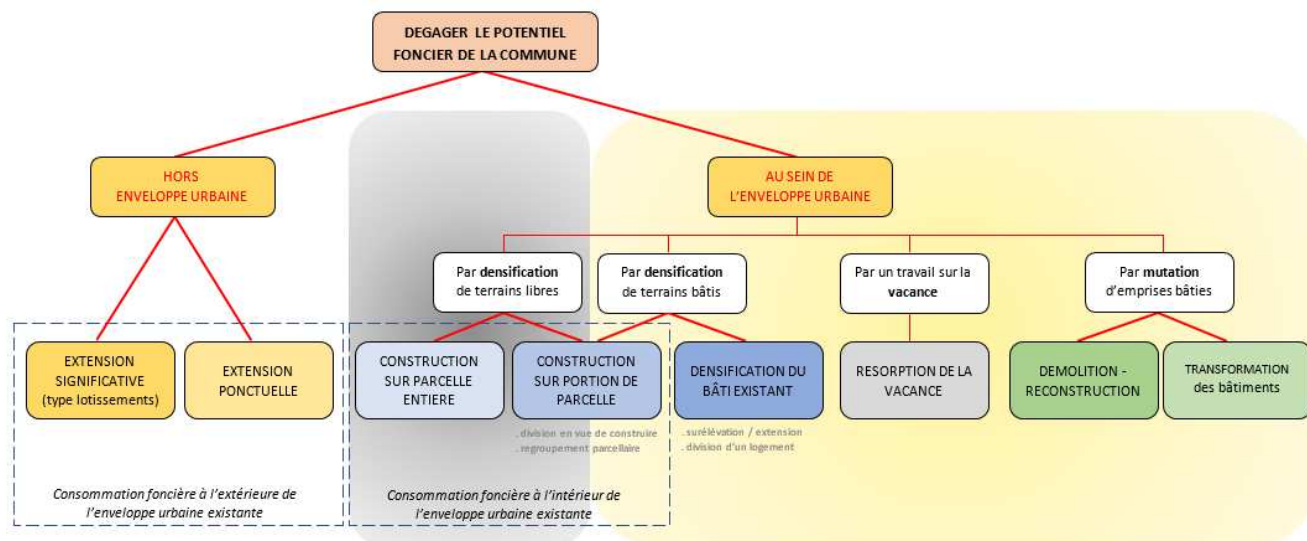 DEGAGER LE POTENTIEL
FONCIER DE LA COMMUNE
HORS
ENVELOPPE URBAINE
AU SEIN DE
L'ENVELOPPE URBAINE
Par densification
de terrains libres
Par densification
de terrains bâtis
Par un travail sur la
vacance
Par mutation
d'emprises bâties
EXTENSION
SIGNIFICATIVE
(type lotissements)
EXTENSION
PONCTUELLE
CONSTRUCTION
SUR PARCELLE
ENTIERE
CONSTRUCTION
SUR PORTION DE
PARCELLE
DENSIFICATION DU
BÂTI EXISTANT
RESORPTION DE LA
VACANCE
DEMOLITION -
RECONSTRUCTION
TRANSFORMATION
des bâtiments
. division en vue de construire
. regroupement parcellaire
. surélévation / extension
. division d'un logement
Consommation foncière à l'extérieure de
l'enveloppe urbaine existante
Consommation foncière à l'intérieur de
l'enveloppe urbaine existante